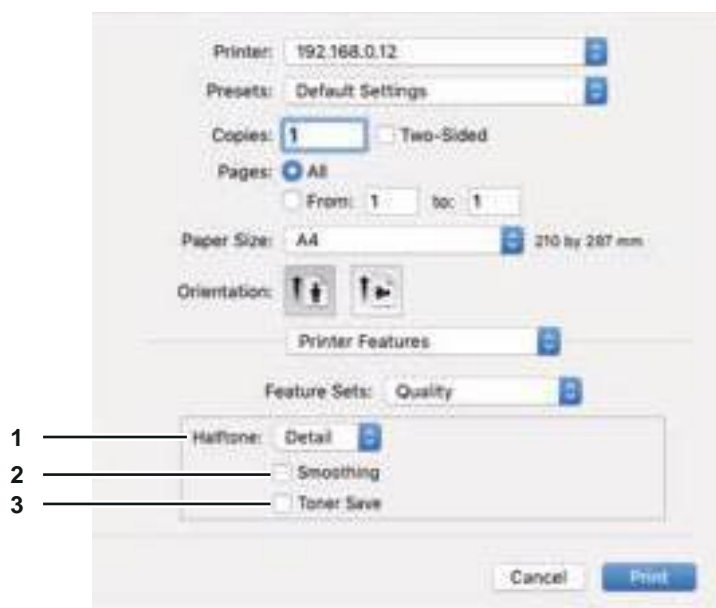 Printer: 192.168.0.12
Presets: Default Settings
Copies: 1 Two-Sided
Pages: All
From: 1 to: 1
Paper Size: A4 210 by 297 mm
Orientation:
Printer Features
Feature Sets: Quality
1 Halftone: Detail
2 Smoothing
3 Toner Save
Cancel Print